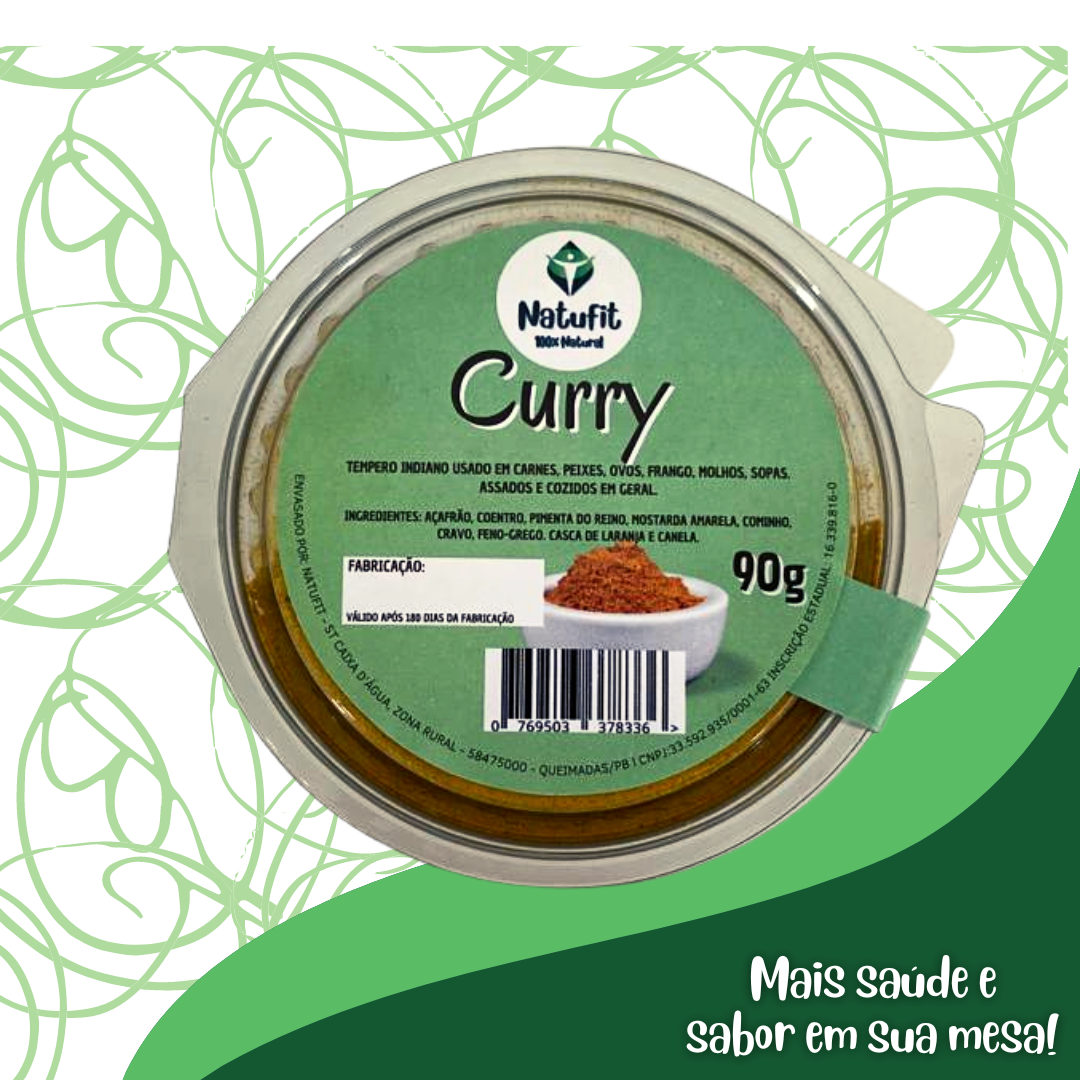 Natufit
100% Natural
Curry
TEMPERO INDIANO USADO EM CARNES, PEIXES, OVOS, FRANGO, MOLHOS, SOPAS,
ASSADOS E COZIDOS EM GERAL.
INGREDIENTES: AÇAFRÃO, COENTRO, PIMENTA DO REINO, MOSTARDA AMARELA, COMINHO,
CRAVO, FENO-GREGO, CASCA DE LARANJA E CANELA.
FABRICAÇÃO:
VÁLIDO APÓS 180 DIAS DA FABRICAÇÃO
90g
0 769503 378336 >
ENVASADO POR: NATUFIT - ST CAIXA D'ÁGUA, ZONA RURAL - 58475000 - QUEIMADAS/PB | CNPJ:33.592.935/0001-63 INSCRIÇÃO ESTADUAL: 16.339.816-0
Mais saúde e
sabor em sua mesa!